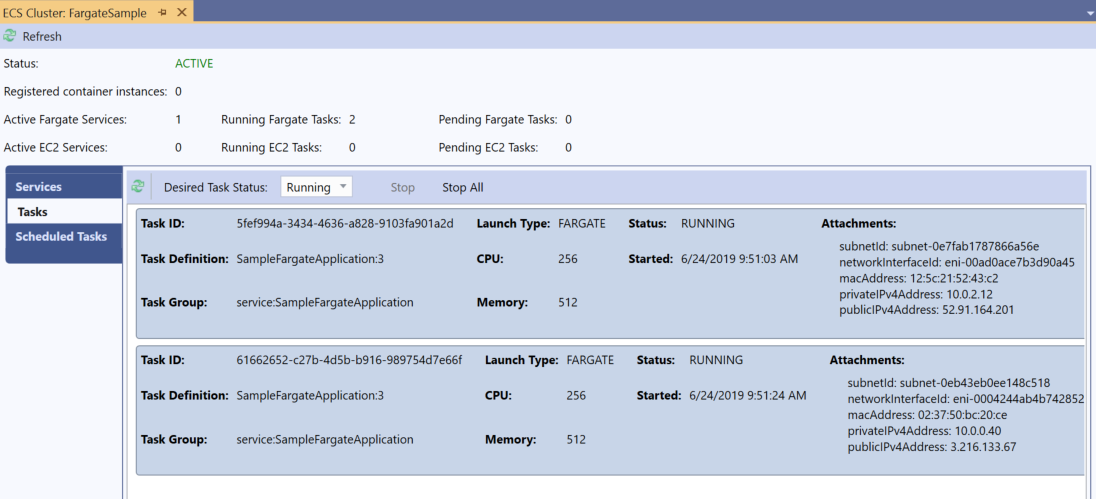 ECS Cluster: FargateSample
Refresh
Status: ACTIVE
Registered container instances: 0
Active Fargate Services: 1 Running Fargate Tasks: 2 Pending Fargate Tasks: 0
Active EC2 Services: 0 Running EC2 Tasks: 0 Pending EC2 Tasks: 0
Services
Tasks
Scheduled Tasks
Desired Task Status: Running Stop Stop All
Task ID: 5fef994a-3434-4636-a828-9103fa901a2d Launch Type: FARGATE Status: RUNNING Attachments:
subnetId: subnet-0e7fab1787866a56e
Task Definition: SampleFargateApplication:3 CPU: 256 Started: 6/24/2019 9:51:03 AM
networkInterfaceId: eni-00ad0ace7b3d90a45
macAddress: 12:5c:21:52:43:c2
privateIPv4Address: 10.0.2.12
Task Group: service:SampleFargateApplication Memory: 512
publicIPv4Address: 52.91.164.201
Task ID: 61662652-c27b-4d5b-b916-989754d7e66f Launch Type: FARGATE Status: RUNNING Attachments:
subnetId: subnet-0eb43eb0ee148c518
Task Definition: SampleFargateApplication:3 CPU: 256 Started: 6/24/2019 9:51:24 AM
networkInterfaceId: eni-0004244ab4b742852
macAddress: 02:37:50:bc:20:ce
privateIPv4Address: 10.0.0.40
Task Group: service:SampleFargateApplication Memory: 512
publicIPv4Address: 3.216.133.67